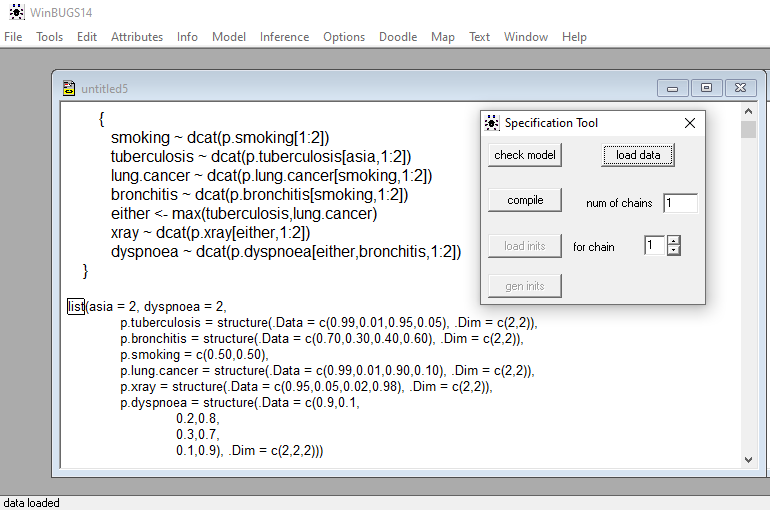 WinBUGS14
File Tools Edit Attributes Info Model Inference Options Doodle Map Text Window Help
untitled5
{
smoking ~ dcat(p.smoking[1:2])
tuberculosis ~ dcat(p.tuberculosis[asia,1:2])
lung.cancer ~ dcat(p.lung.cancer[smoking,1:2])
bronchitis ~ dcat(p.bronchitis[smoking,1:2])
either <- max(tuberculosis,lung.cancer)
xray ~ dcat(p.xray[either,1:2])
dyspnoea ~ dcat(p.dyspnoea[either,bronchitis,1:2])
}
list(asia = 2, dyspnoea = 2,
p.tuberculosis = structure(.Data = c(0.99,0.01,0.95,0.05), .Dim = c(2,2)),
p.bronchitis = structure(.Data = c(0.70,0.30,0.40,0.60), .Dim = c(2,2)),
p.smoking = c(0.50,0.50),
p.lung.cancer = structure(.Data = c(0.99,0.01,0.90,0.10), .Dim = c(2,2)),
p.xray = structure(.Data = c(0.95,0.05,0.02,0.98), .Dim = c(2,2)),
p.dyspnoea = structure(.Data = c(0.9,0.1,
0.2,0.8,
0.3,0.7,
0.1,0.9), .Dim = c(2,2,2)))
Specification Tool
check model load data
compile num of chains 1
load inits for chain 1
gen inits
data loaded